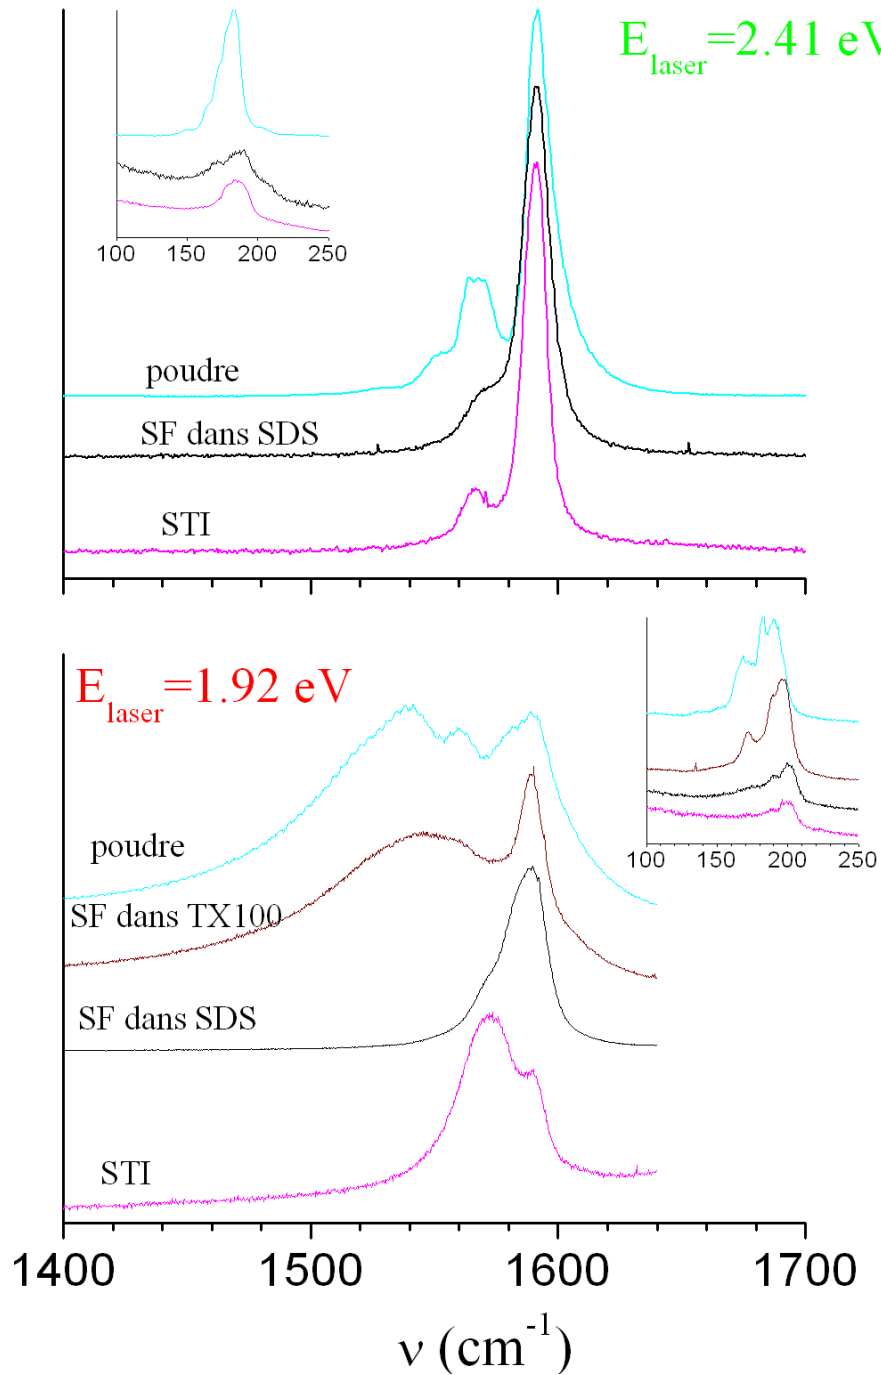 E_laser=2.41 eV
100 150 200 250
poudre
SF dans SDS
STI
E_laser=1.92 eV
100 150 200 250
poudre
SF dans TX100
SF dans SDS
STI
1400 1500 1600 1700
ν (cm⁻¹)